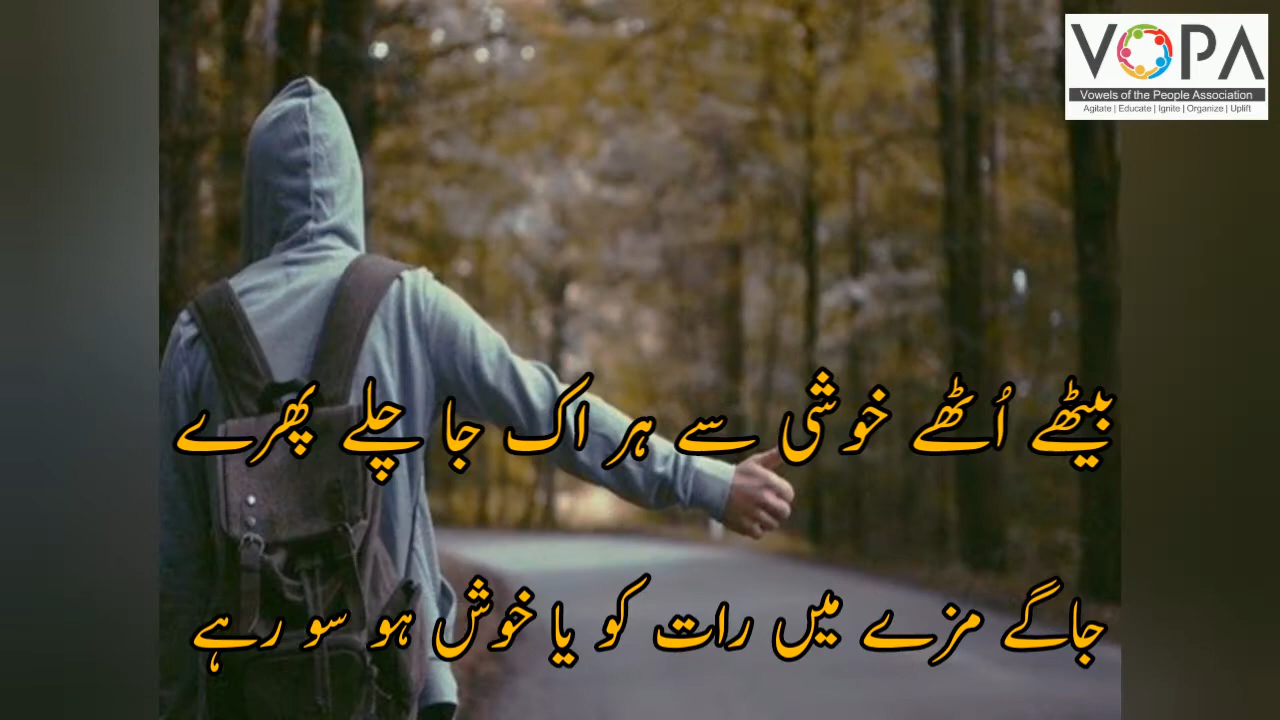 VOPA
Vowels of the People Association
Agitate | Educate | Ignite | Organize | Uplift
بیٹھے اُٹھے خوشی سے ہر اک جا چلے پھرے
جاگے مزے میں رات کو یا خوش ہو سو رہے